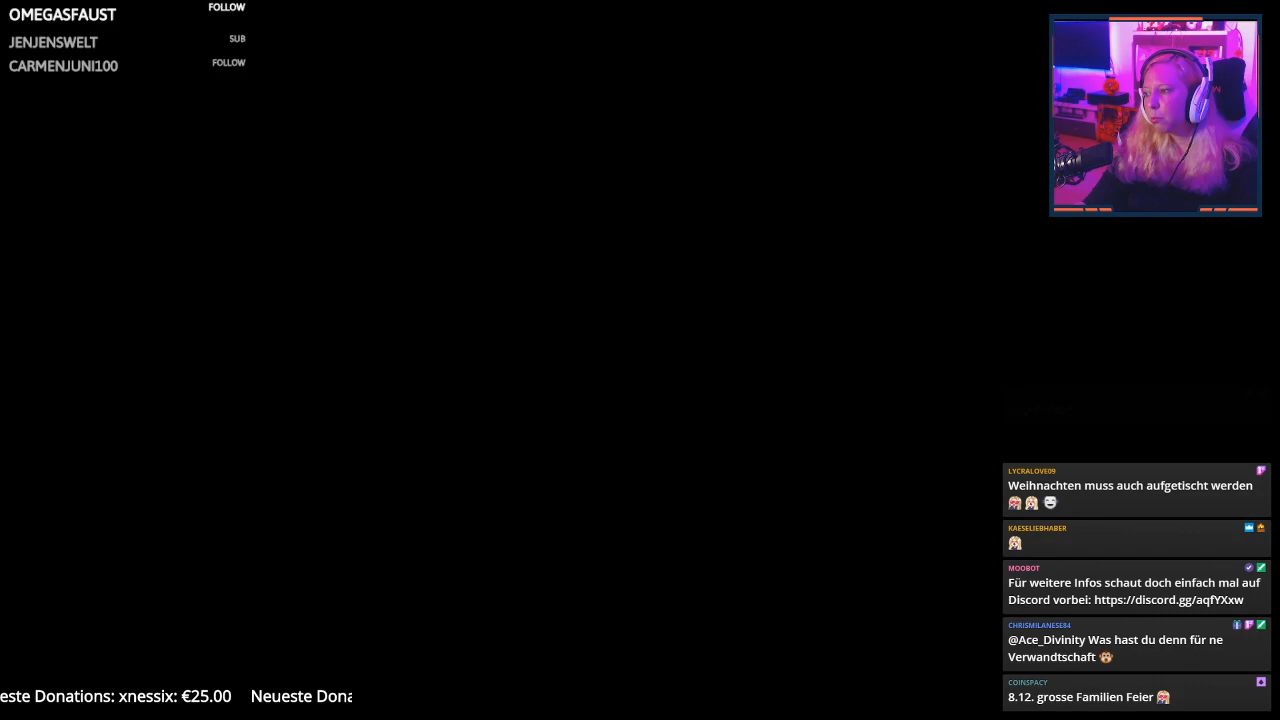 OMEGASFAUST FOLLOW
JENJENSWELT SUB
CARMENJUNI100 FOLLOW
LYCRALOVE09
Weihnachten muss auch aufgetischt werden
KAESELIEBHABER
MOOBOT
Für weitere Infos schaut doch einfach mal auf
Discord vorbei: https://discord.gg/aqfYXxw
CHRISMILANESE84
@Ace_Divinity Was hast du denn für ne
Verwandtschaft
COINSPACY
8.12. grosse Familien Feier
este Donations: xnessix: €25.00 Neueste Dona